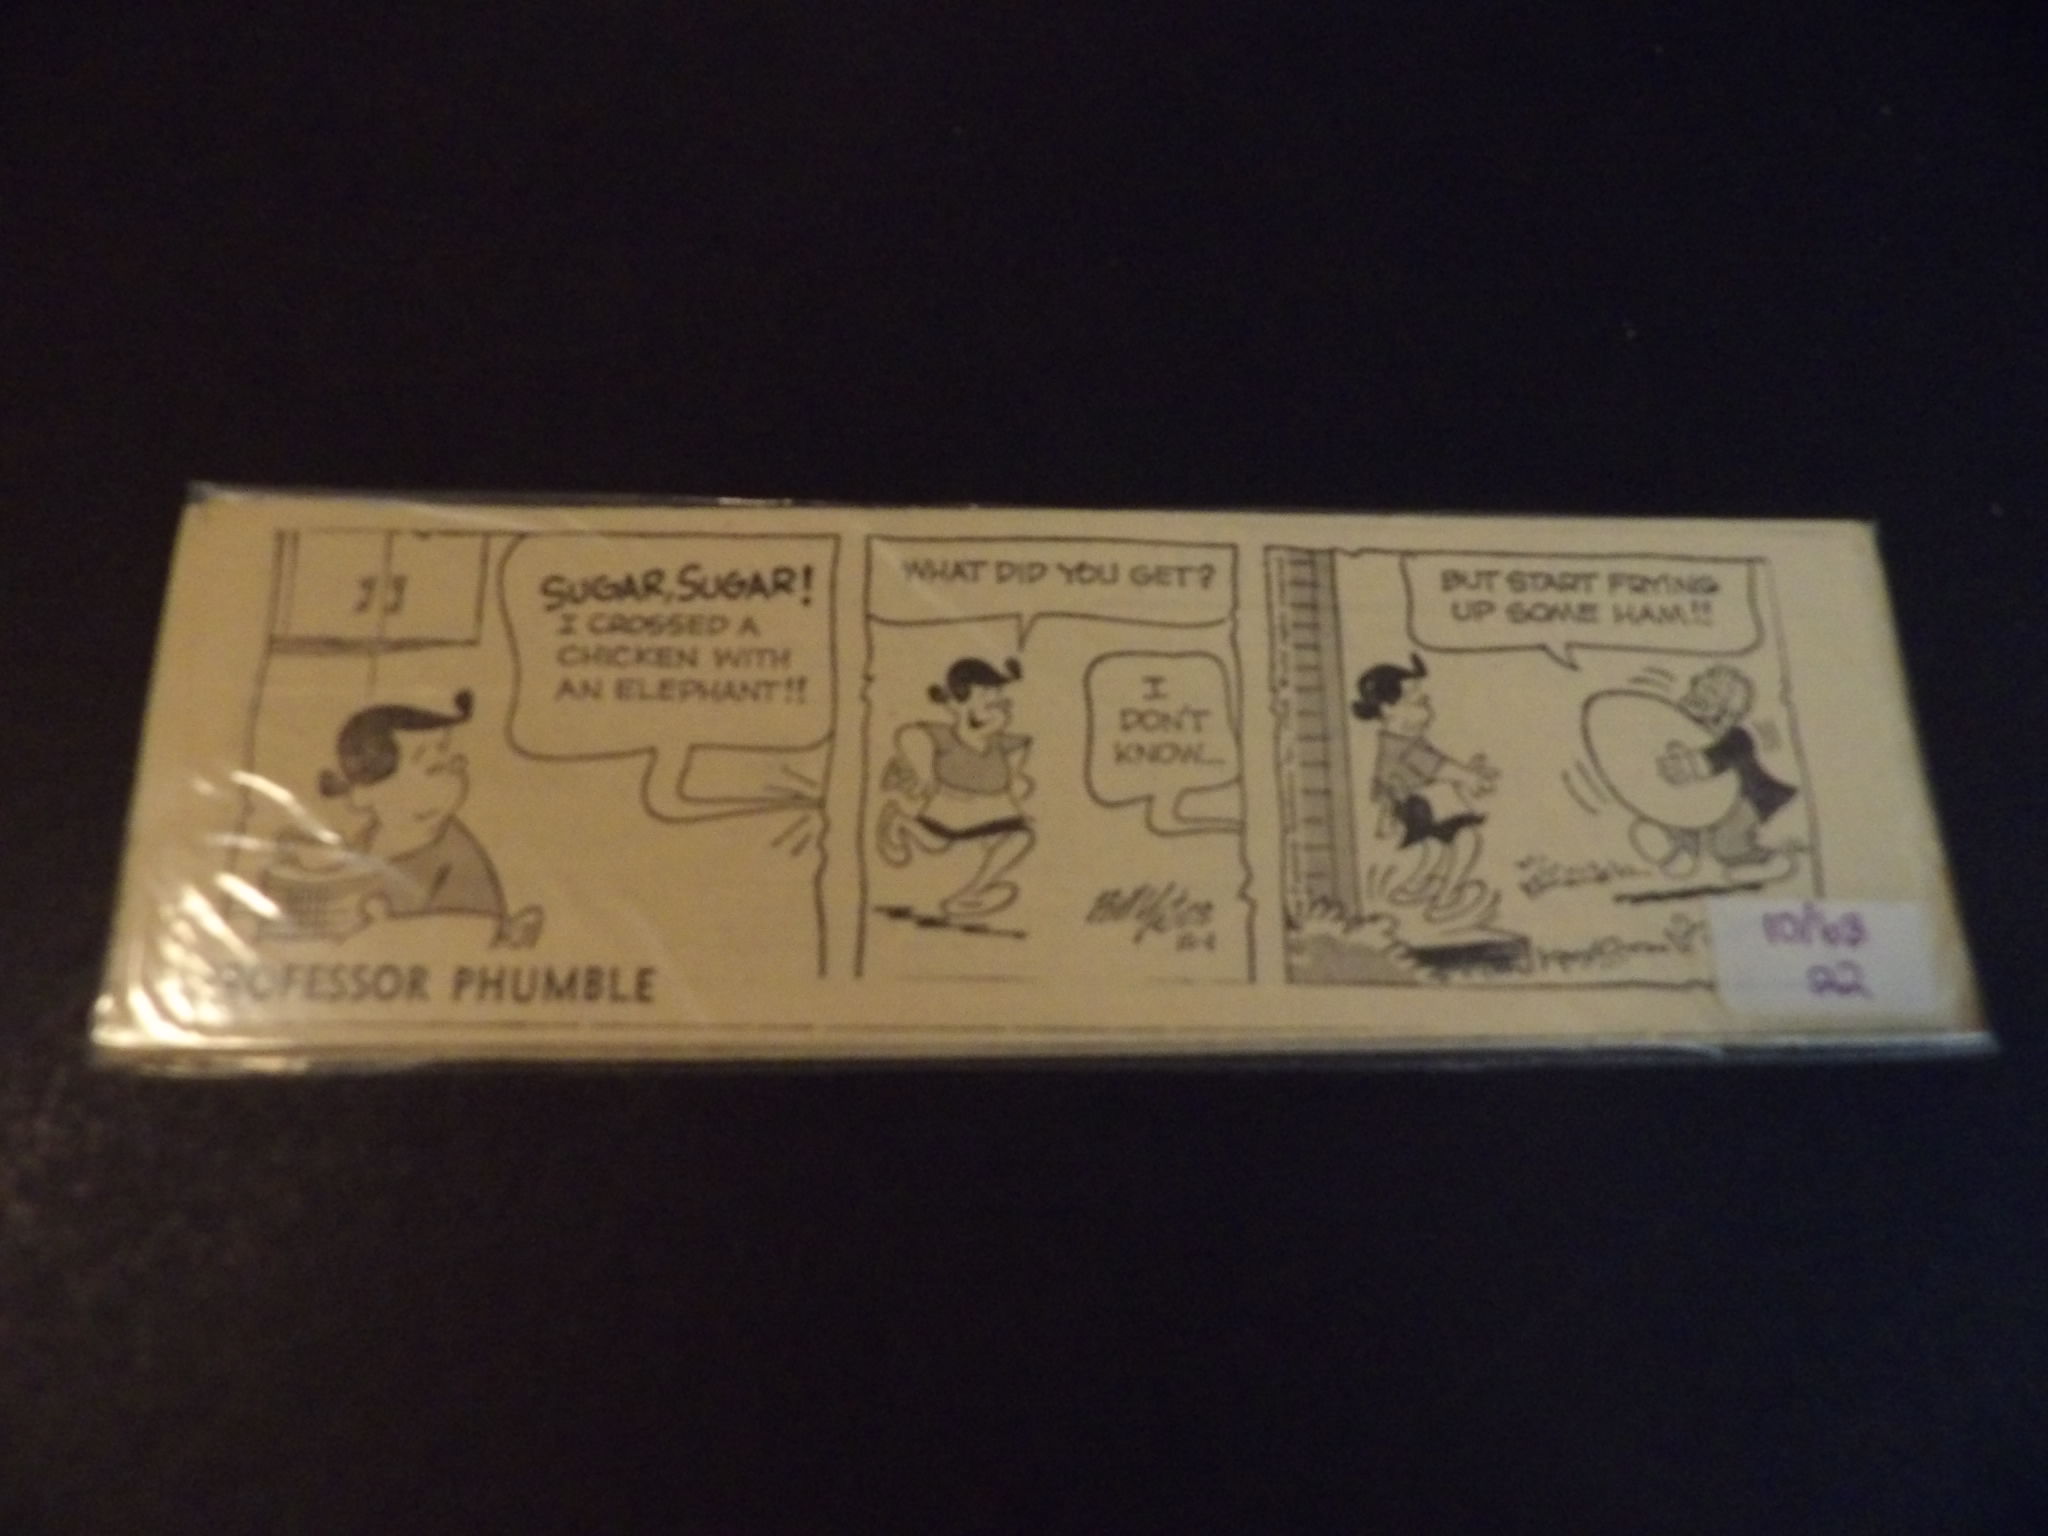 SUGAR, SUGAR!
I CROSSED A
CHICKEN WITH
AN ELEPHANT!!
PROFESSOR PHUMBLE
WHAT DID YOU GET?
I
DON'T
KNOW...
BUT START FRYING
UP SOME HAM!!
22